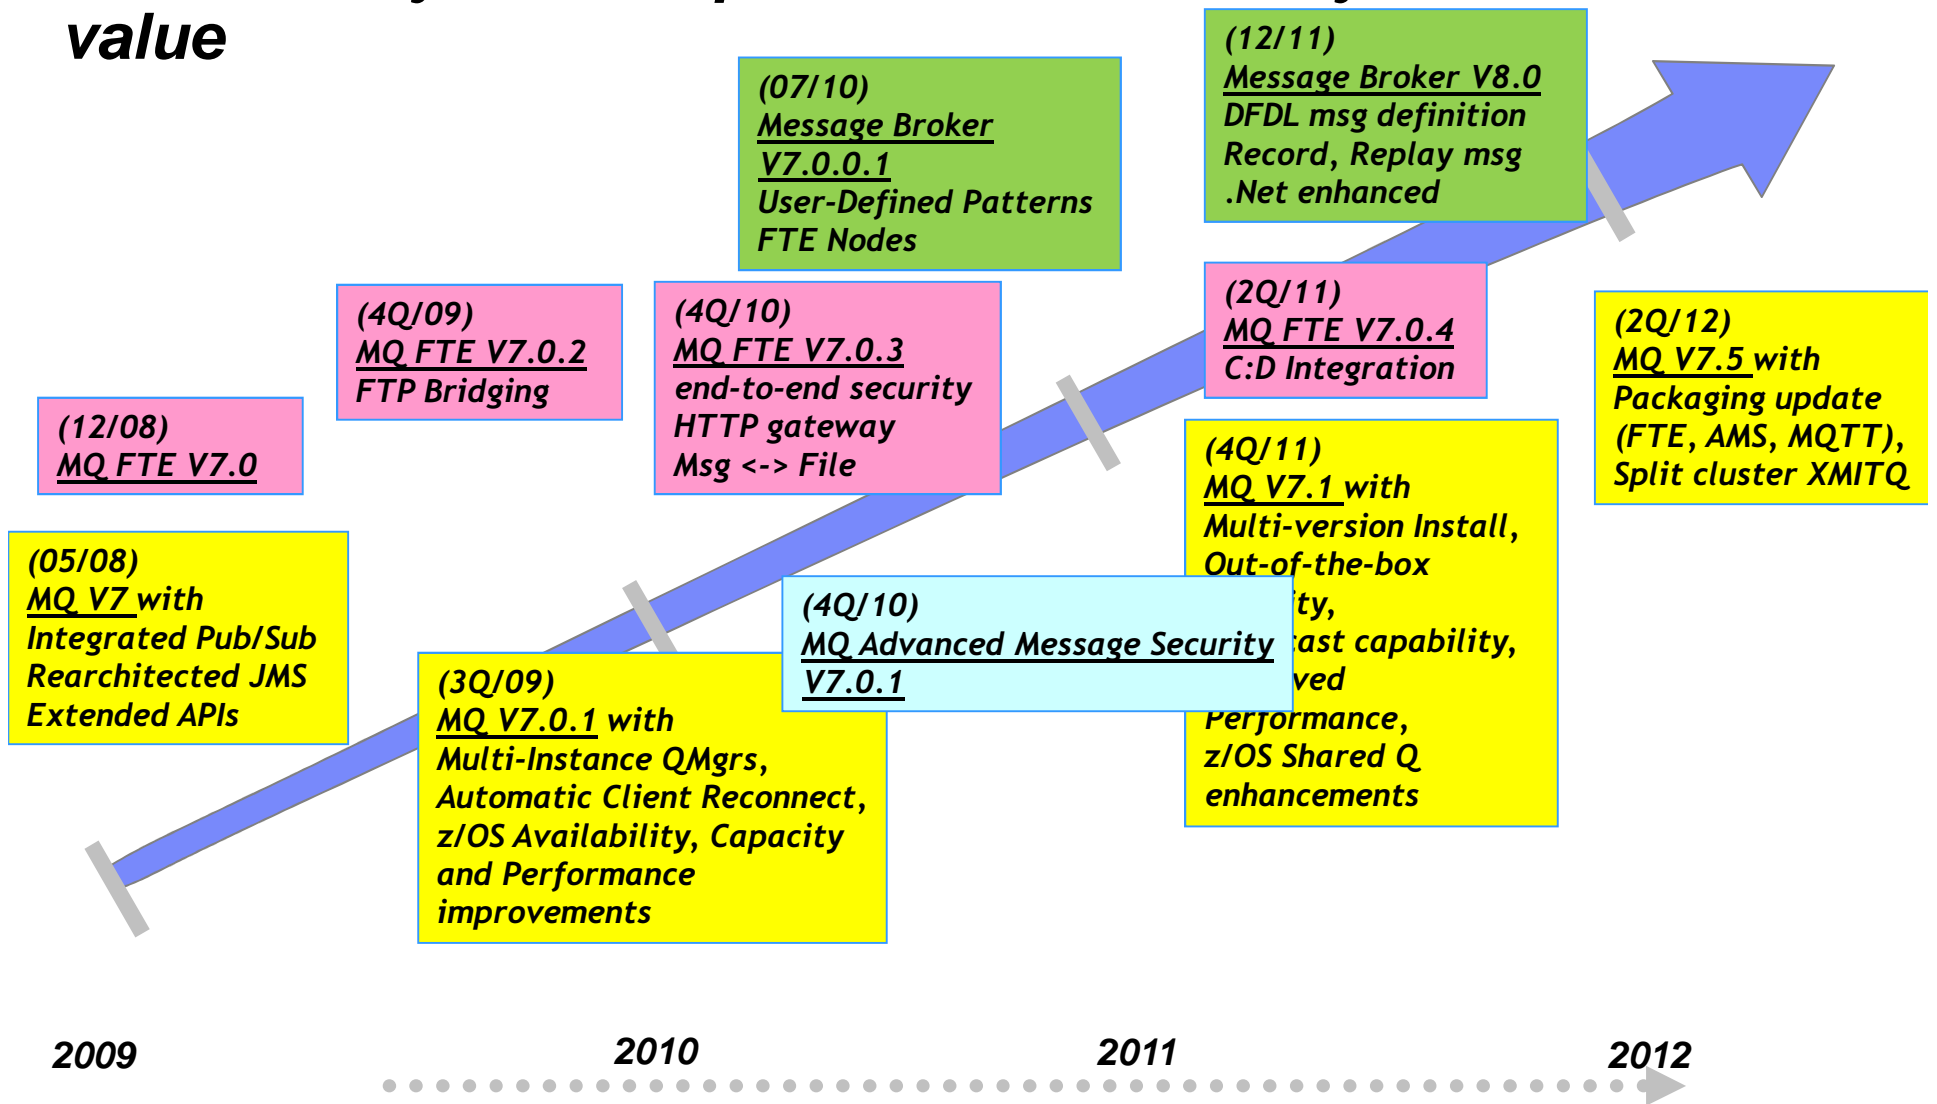 value
(12/11)
Message Broker V8.0
DFDL msg definition
Record, Replay msg
.Net enhanced
(07/10)
Message Broker
V7.0.0.1
User-Defined Patterns
FTE Nodes
(4Q/09)
MQ FTE V7.0.2
FTP Bridging
(4Q/10)
MQ FTE V7.0.3
end-to-end security
HTTP gateway
Msg <-> File
(2Q/11)
MQ FTE V7.0.4
C:D Integration
(2Q/12)
MQ V7.5 with
Packaging update
(FTE, AMS, MQTT),
Split cluster XMITQ
(12/08)
MQ FTE V7.0
(05/08)
MQ V7 with
Integrated Pub/Sub
Rearchitected JMS
Extended APIs
(3Q/09)
MQ V7.0.1 with
Multi-Instance QMgrs,
Automatic Client Reconnect,
z/OS Availability, Capacity
and Performance
improvements
(4Q/10)
MQ Advanced Message Security
V7.0.1
(4Q/11)
MQ V7.1 with
Multi-version Install,
Out-of-the-box
capability,
Performance,
z/OS Shared Q
enhancements
2009
2010
2011
2012